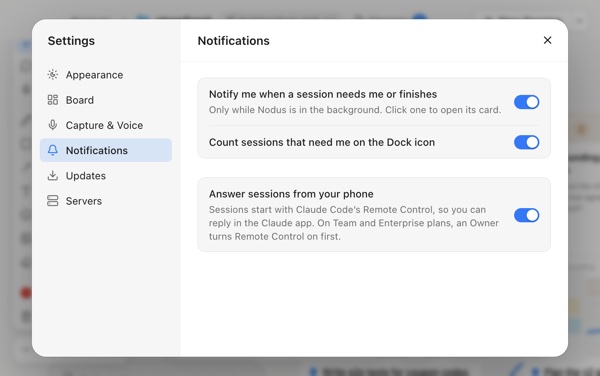 Settings
Notifications
Appearance
Board
Capture & Voice
Notifications
Updates
Servers
Notify me when a session needs me or finishes
Only while Nodus is in the background. Click one to open its card.
Count sessions that need me on the Dock icon
Answer sessions from your phone
Sessions start with Claude Code's Remote Control, so you can
reply in the Claude app. On Team and Enterprise plans, an Owner
turns Remote Control on first.